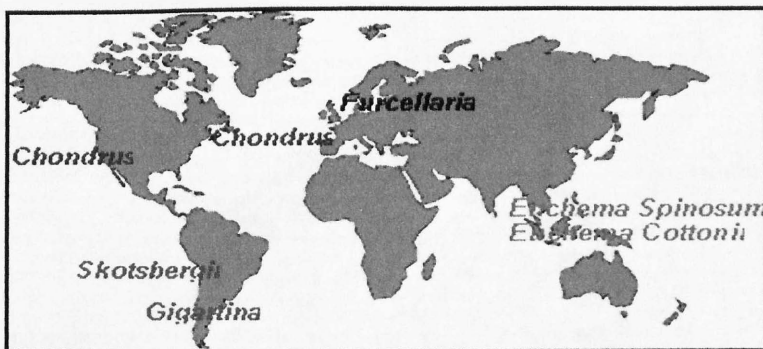 Furcellaria
Chondrus
Chondrus
Euchema Spinosum
Euchema Cottonii
Skotsbergii
Gigartina